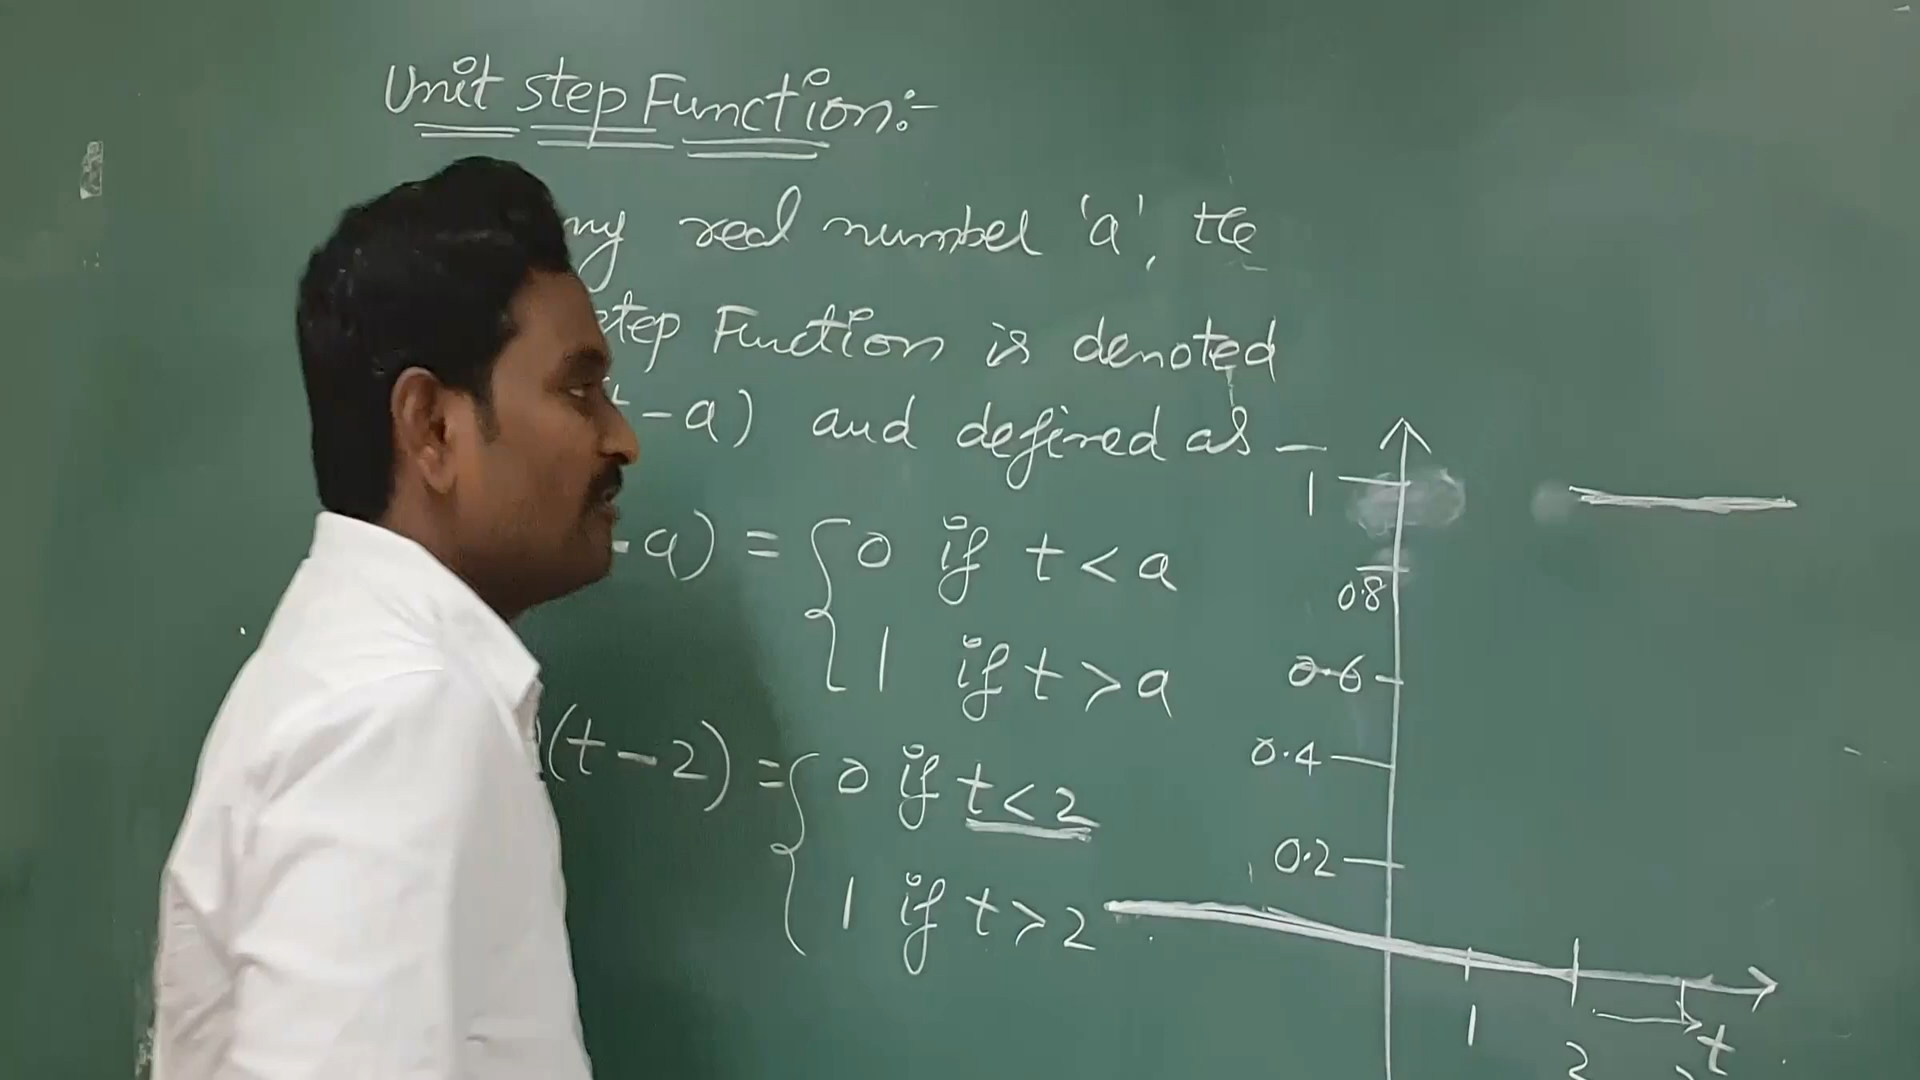 Unit step Function:-
ny real number 'a', the
step Function is denoted
t-a) and defined as -
-a) = { 0 if t < a
1 if t > a
(t-2) = { 0 if t < 2
1 if t > 2
1
0.8
0.6
0.4
0.2
1 2
t